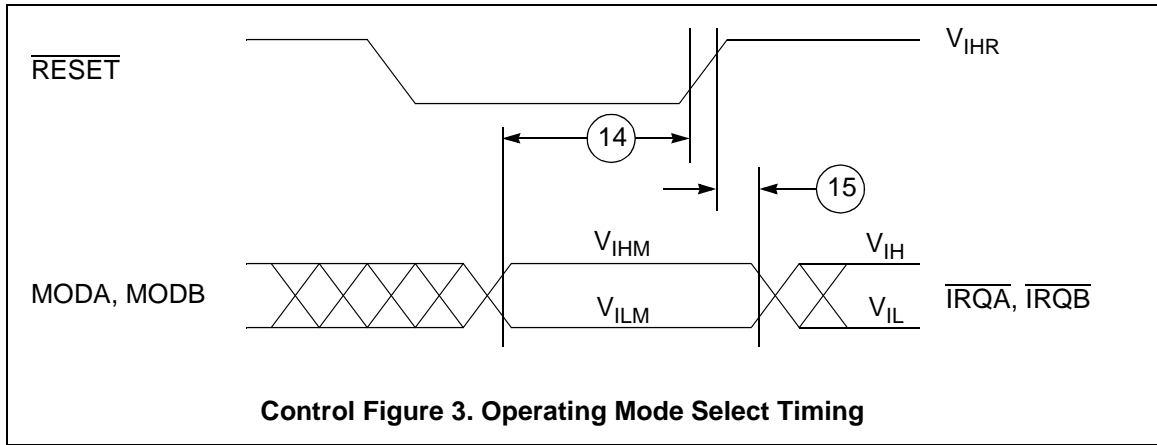 RESET
V_IHR
14
15
V_IHM
V_IH
MODA, MODB
IRQA, IRQB
V_ILM
V_IL
Control Figure 3. Operating Mode Select Timing